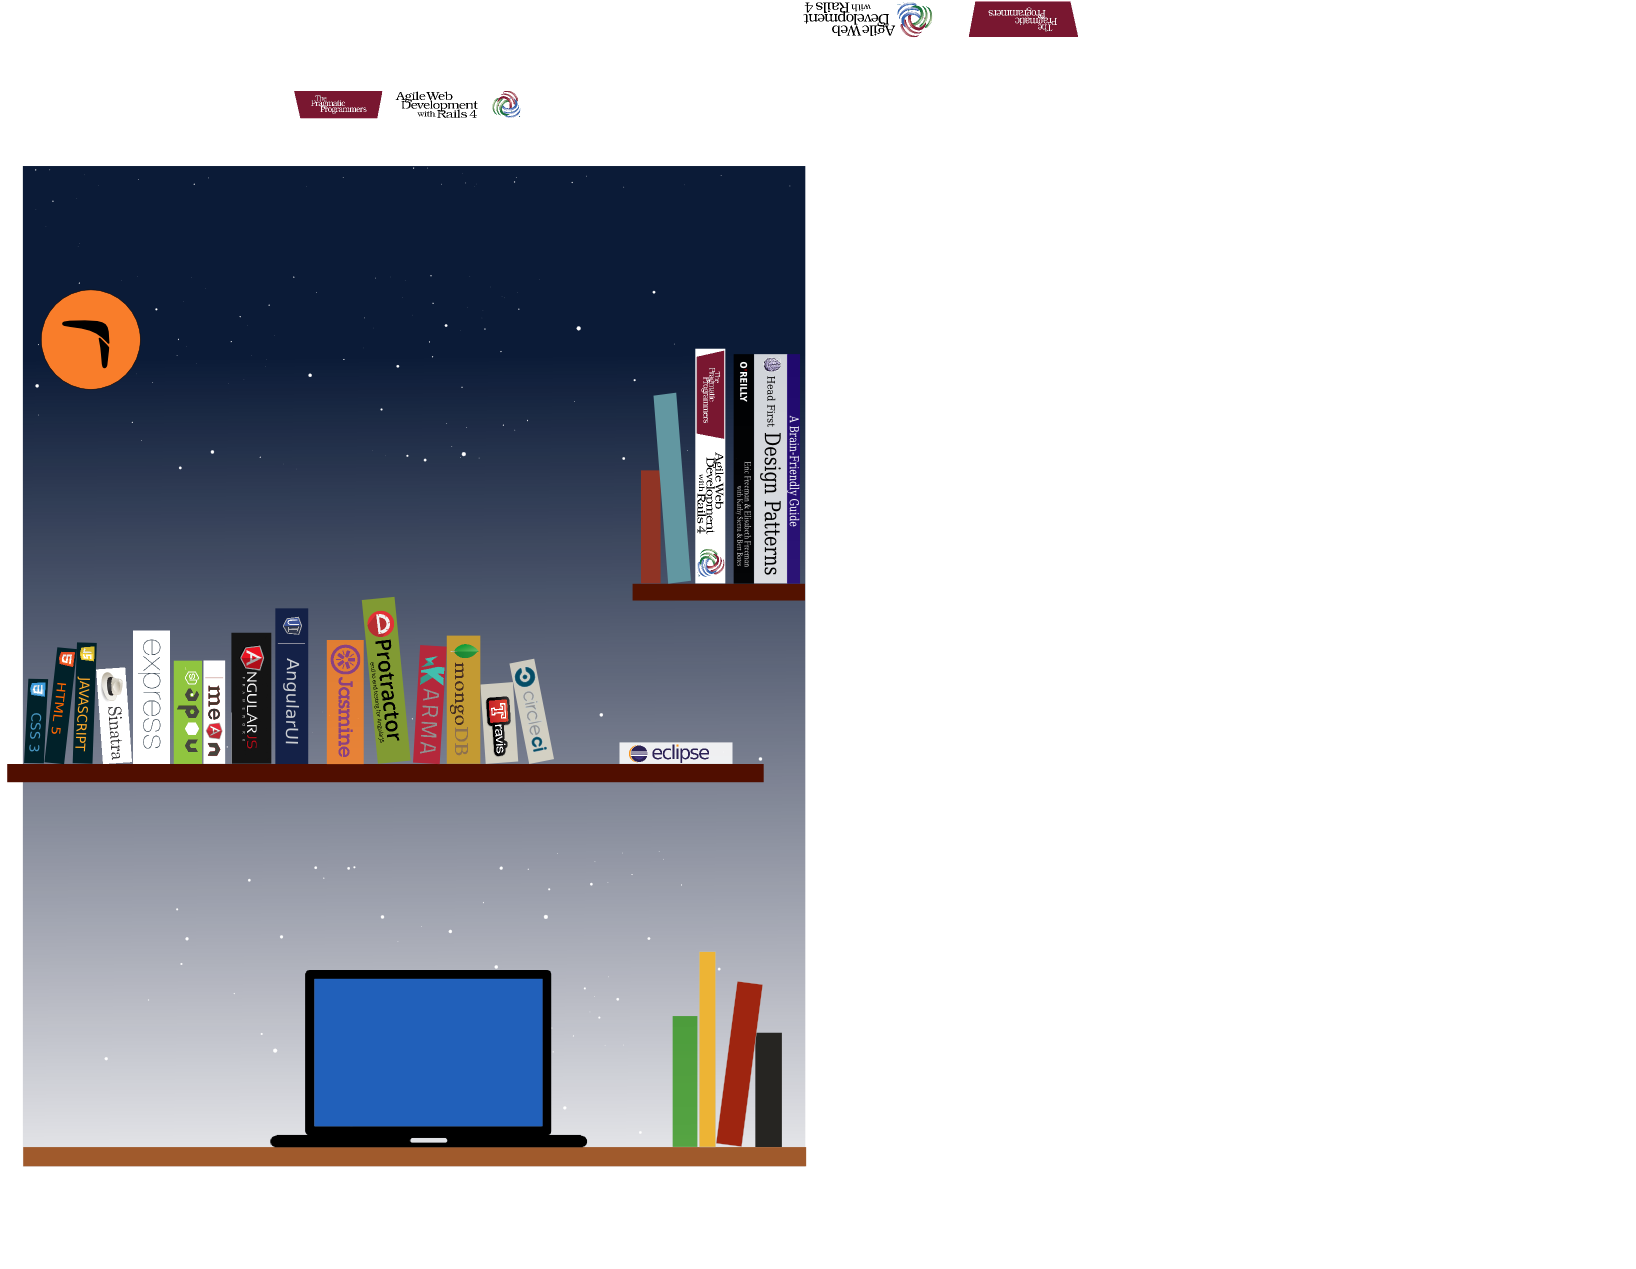 Agile Web
Development
with Rails 4
The
Pragmatic
Programmers
The
Pragmatic
Programmers
Agile Web
Development
with Rails 4
The
Pragmatic
Programmers
Agile Web
Development
with Rails 4
O REILLY
Eric Freeman & Elisabeth Freeman
with Kathy Sierra & Bert Bates
Head First Design Patterns
A Brain-Friendly Guide
CSS 3
HTML 5
JS
JAVASCRIPT
Sinatra
express
node
meAn
ANGULARJS
UI
AngularUI
Jasmine
Protractor
end to end testing for AngularJS
KARMA
mongoDB
Travis
circleci
eclipse